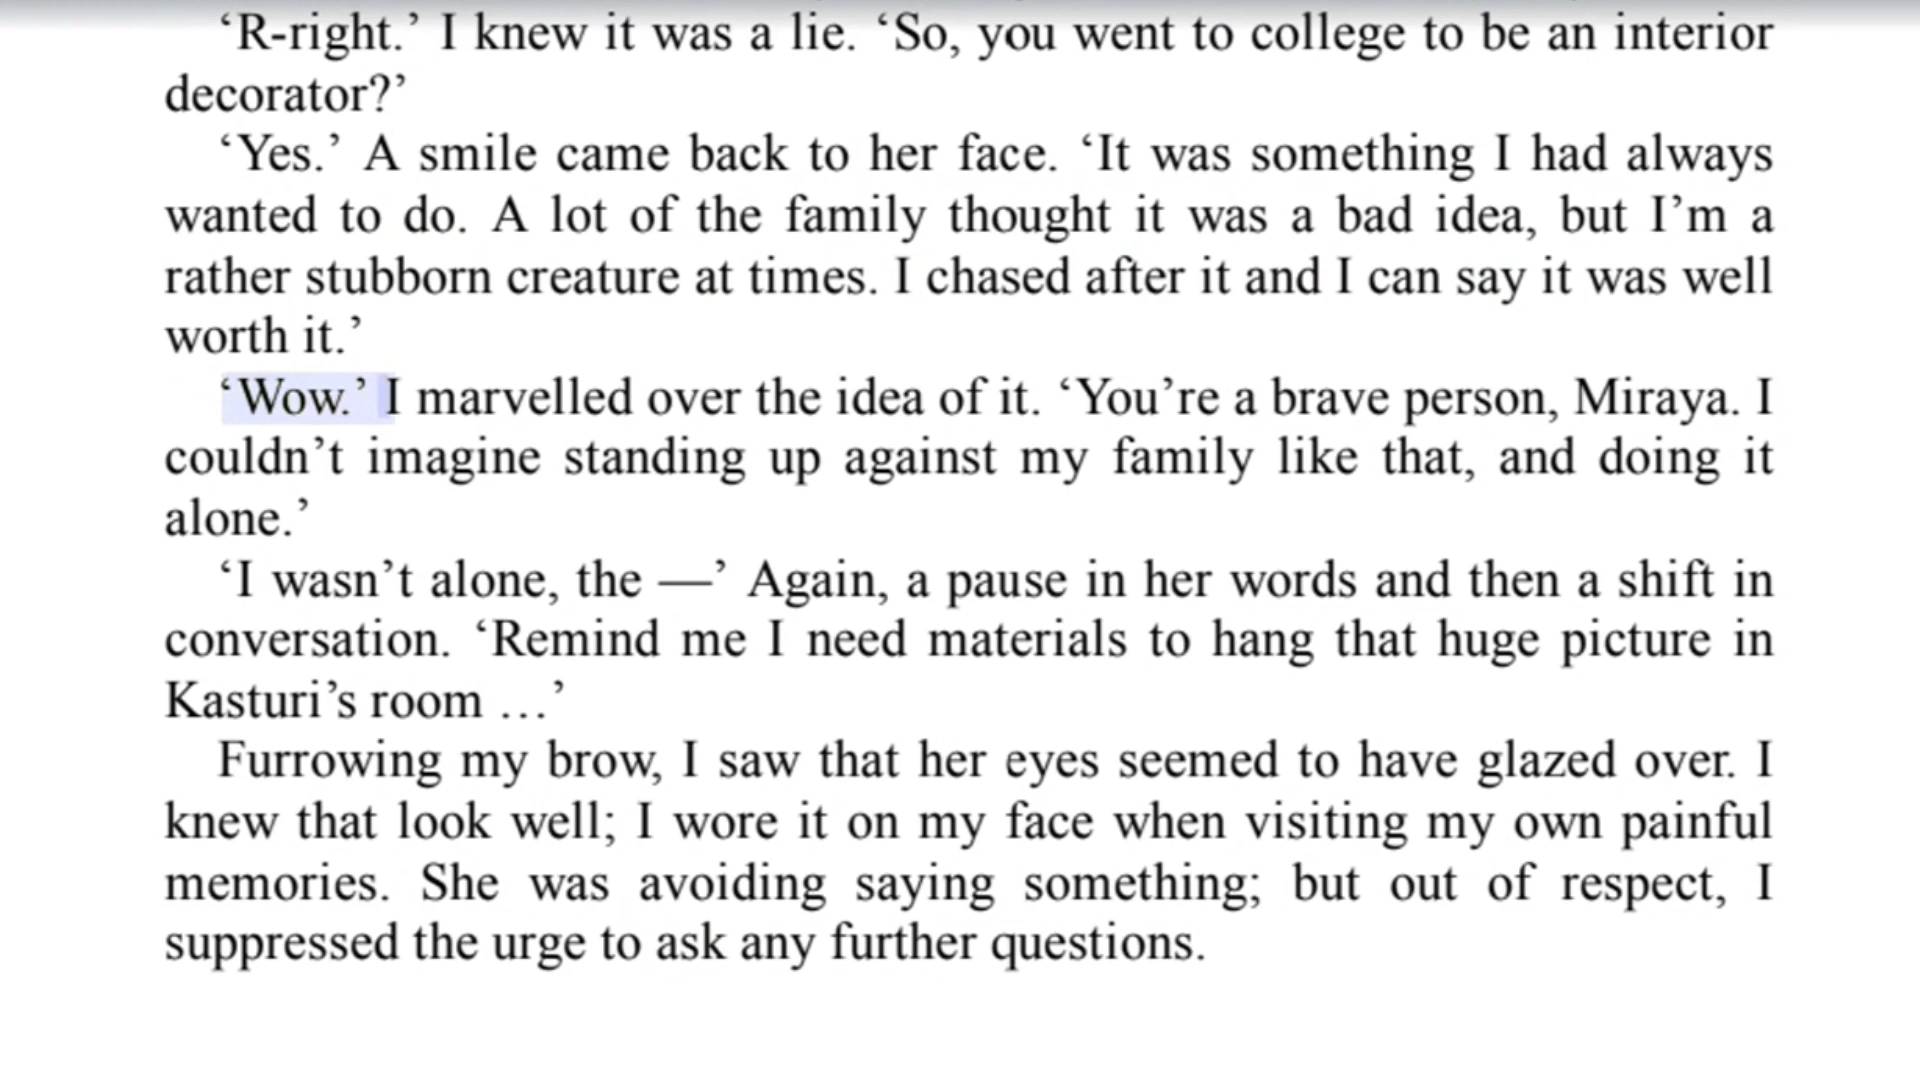 ‘R-right.’ I knew it was a lie. ‘So, you went to college to be an interior
decorator?’
‘Yes.’ A smile came back to her face. ‘It was something I had always
wanted to do. A lot of the family thought it was a bad idea, but I’m a
rather stubborn creature at times. I chased after it and I can say it was well
worth it.’
‘Wow.’ I marvelled over the idea of it. ‘You’re a brave person, Miraya. I
couldn’t imagine standing up against my family like that, and doing it
alone.’
‘I wasn’t alone, the —’ Again, a pause in her words and then a shift in
conversation. ‘Remind me I need materials to hang that huge picture in
Kasturi’s room …’
Furrowing my brow, I saw that her eyes seemed to have glazed over. I
knew that look well; I wore it on my face when visiting my own painful
memories. She was avoiding saying something; but out of respect, I
suppressed the urge to ask any further questions.